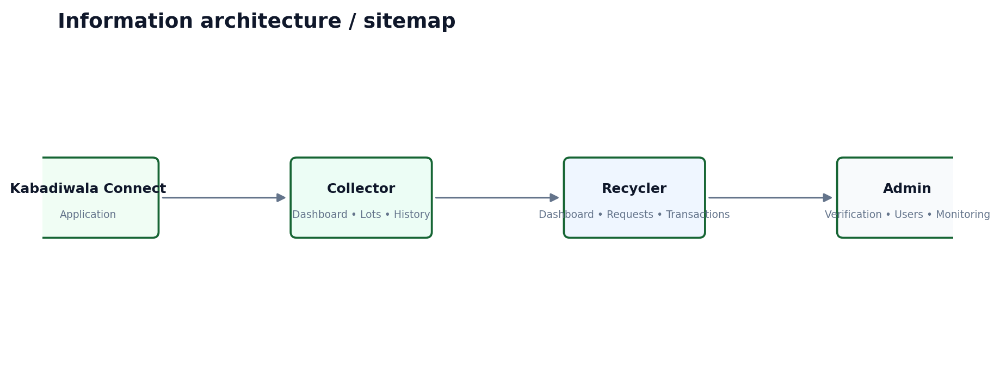 Information architecture / sitemap
Kabadiwala Connect
Application
Collector
Dashboard • Lots • History
Recycler
Dashboard • Requests • Transactions
Admin
Verification • Users • Monitoring